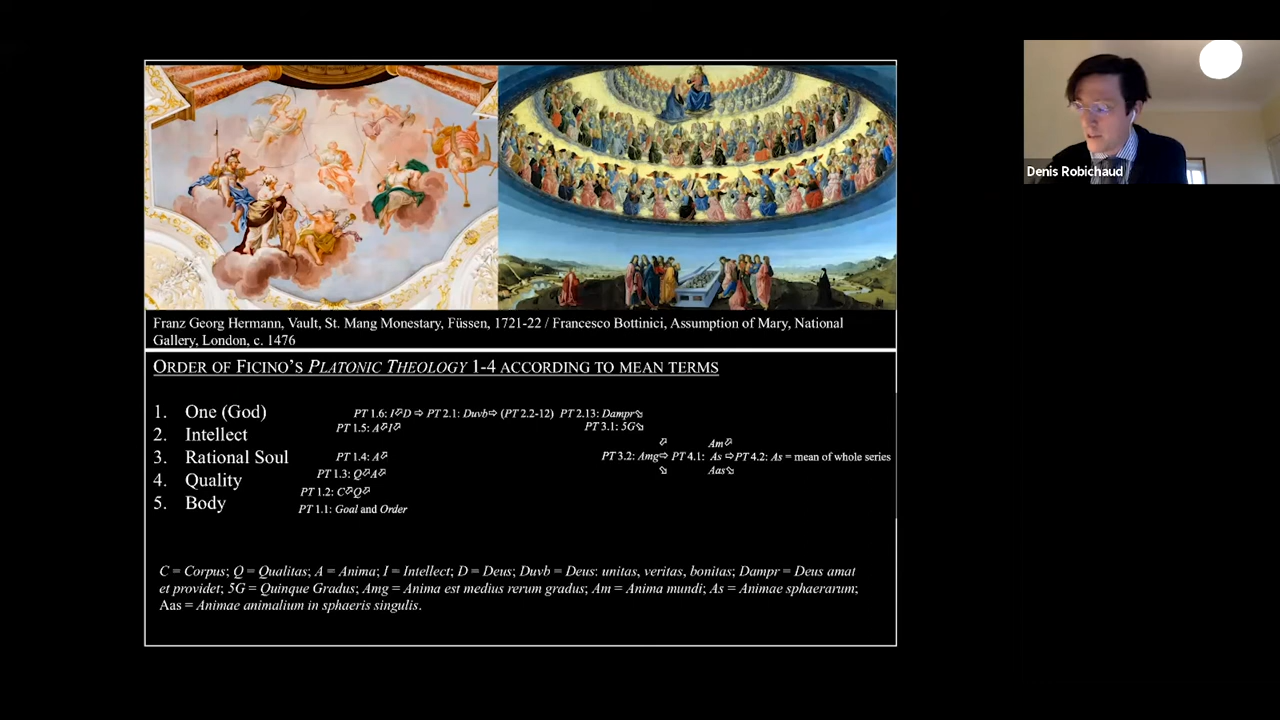 Denis Robichaud
Franz Georg Hermann, Vault, St. Mang Monestary, Füssen, 1721-22 / Francesco Bottinici, Assumption of Mary, National
Gallery, London, c. 1476
ORDER OF FICINO'S PLATONIC THEOLOGY 1-4 ACCORDING TO MEAN TERMS
1. One (God)
2. Intellect
3. Rational Soul
4. Quality
5. Body
PT 1.6: I⬀D ⇨ PT 2.1: Duvb⇨ (PT 2.2-12) PT 2.13: Dampr⬂
PT 1.5: A⬀I⬀ PT 3.1: 5G⬂
⬀ Am⬀
PT 1.4: A⬀ PT 3.2: Amg⇨ PT 4.1: As ⇨PT 4.2: As = mean of whole series
⬂ Aas⬂
PT 1.3: Q⬀A⬀
PT 1.2: C⬀Q⬀
PT 1.1: Goal and Order
C = Corpus; Q = Qualitas; A = Anima; I = Intellect; D = Deus; Duvb = Deus: unitas, veritas, bonitas; Dampr = Deus amat
et providet; 5G = Quinque Gradus; Amg = Anima est medius rerum gradus; Am = Anima mundi; As = Animae sphaerarum;
Aas = Animae animalium in sphaeris singulis.